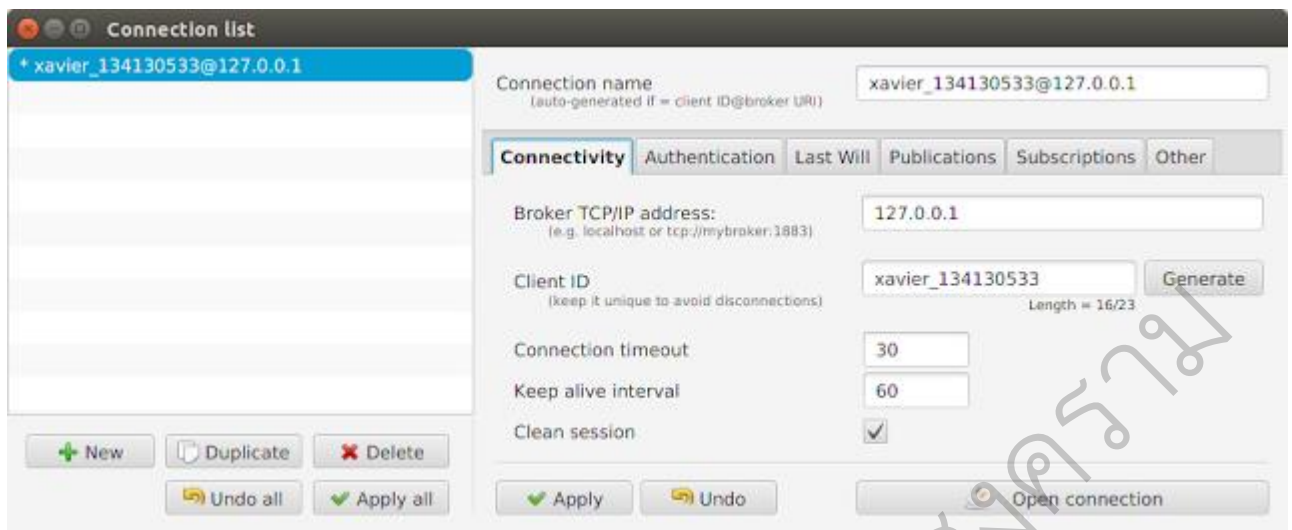 Connection list
* xavier_134130533@127.0.0.1
New
Duplicate
Delete
Undo all
Apply all
Connection name
(auto-generated if = client ID@broker URI)
xavier_134130533@127.0.0.1
Connectivity
Authentication
Last Will
Publications
Subscriptions
Other
Broker TCP/IP address:
(e.g. localhost or tcp://mybroker:1883)
127.0.0.1
Client ID
(keep it unique to avoid disconnections)
xavier_134130533
Generate
Length = 16/23
Connection timeout
30
Keep alive interval
60
Clean session
Apply
Undo
Open connection